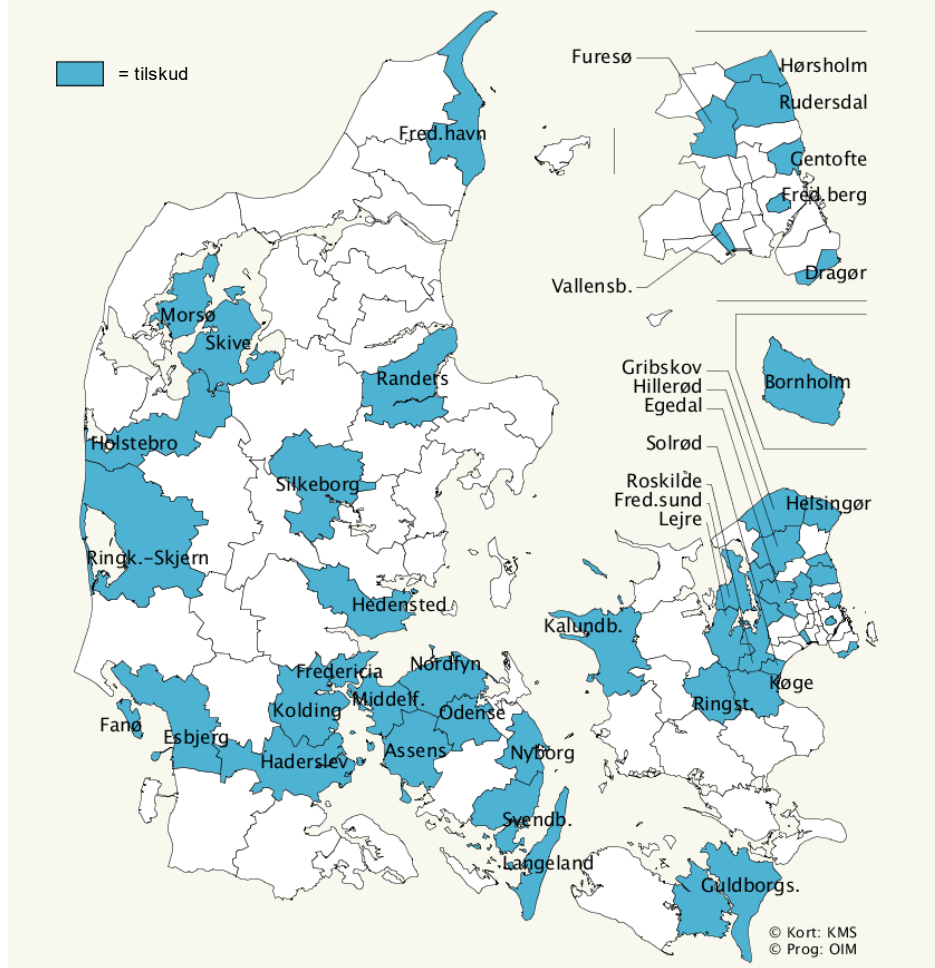 = tilskud
Furesø
Hørsholm
Rudersdal
Gentofte
Fred.berg
Vallensb.
Dragør
Fred.havn
Morsø
Skive
Randers
Holstebro
Silkeborg
Ringk.-Skjern
Hedensted
Gribskov
Hillerød
Egedal
Solrød
Roskilde
Fred.sund
Lejre
Bornholm
Helsingør
Kalundb.
Køge
Ringst.
Fredericia
Nordfyn
Middelf.
Kolding
Odense
Fanø
Esbjerg
Haderslev
Assens
Nyborg
Svendb.
Langeland
Guldborgs.
© Kort: KMS
© Prog: OIM